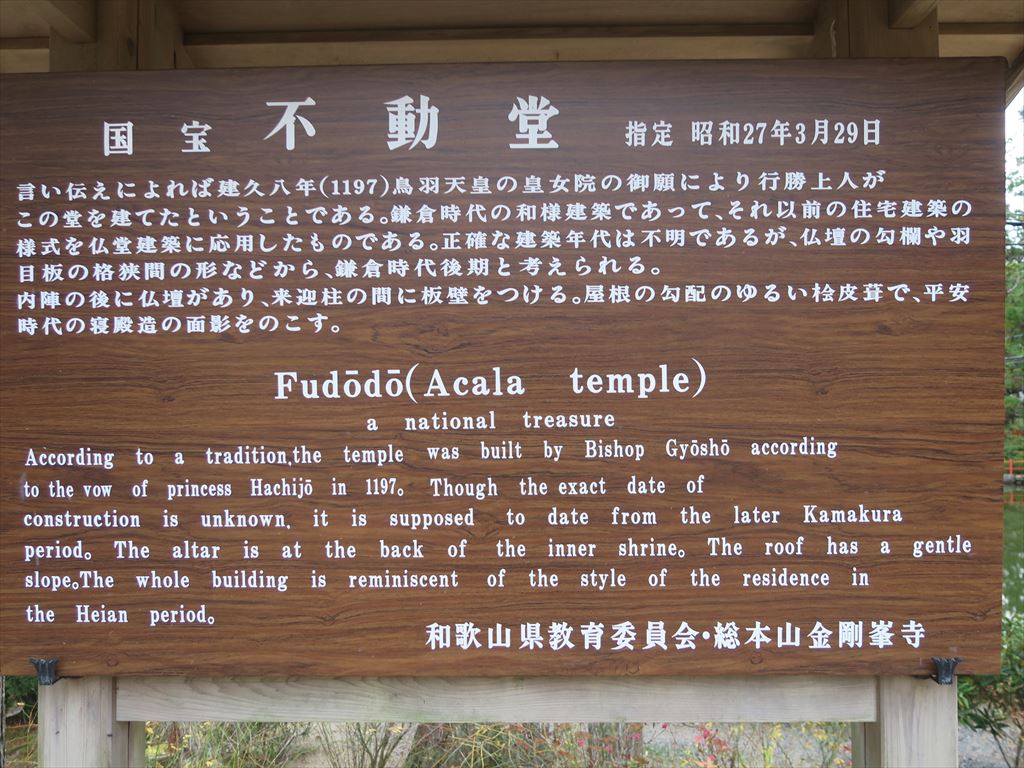 国宝 不動堂 指定 昭和27年3月29日
言い伝えによれば建久八年(1197)鳥羽天皇の皇女院の御願により行勝上人が
この堂を建てたということである。鎌倉時代の和様建築であって、それ以前の住宅建築の
様式を仏堂建築に応用したものである。正確な建築年代は不明であるが、仏壇の勾欄や羽
目板の格狭間の形などから、鎌倉時代後期と考えられる。
内陣の後に仏壇があり、来迎柱の間に板壁をつける。屋根の勾配のゆるい桧皮葺で、平安
時代の寝殿造の面影をのこす。
Fudōdō(Acala temple)
a national treasure
According to a tradition,the temple was built by Bishop Gyōshō according
to the vow of princess Hachijō in 1197。 Though the exact date of
construction is unknown, it is supposed to date from the later Kamakura
period。 The altar is at the back of the inner shrine。 The roof has a gentle
slope。The whole building is reminiscent of the style of the residence in
the Heian period。
和歌山県教育委員会・総本山金剛峯寺